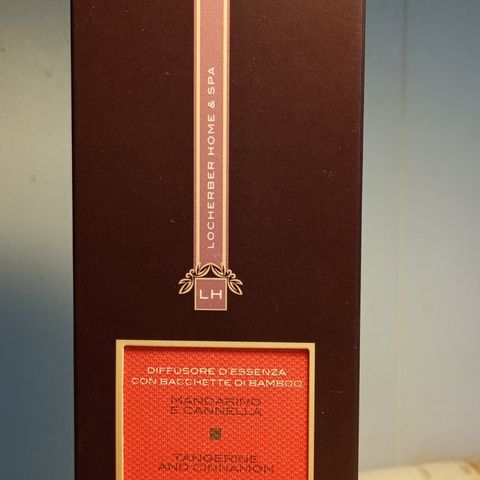 LOCHERBER HOME & SPA
LH
DIFFUSORE D'ESSENZA
CON BACCHETTE DI BAMBOO
MANDARINO
E CANNELLA
TANGERINE
AND CINNAMON